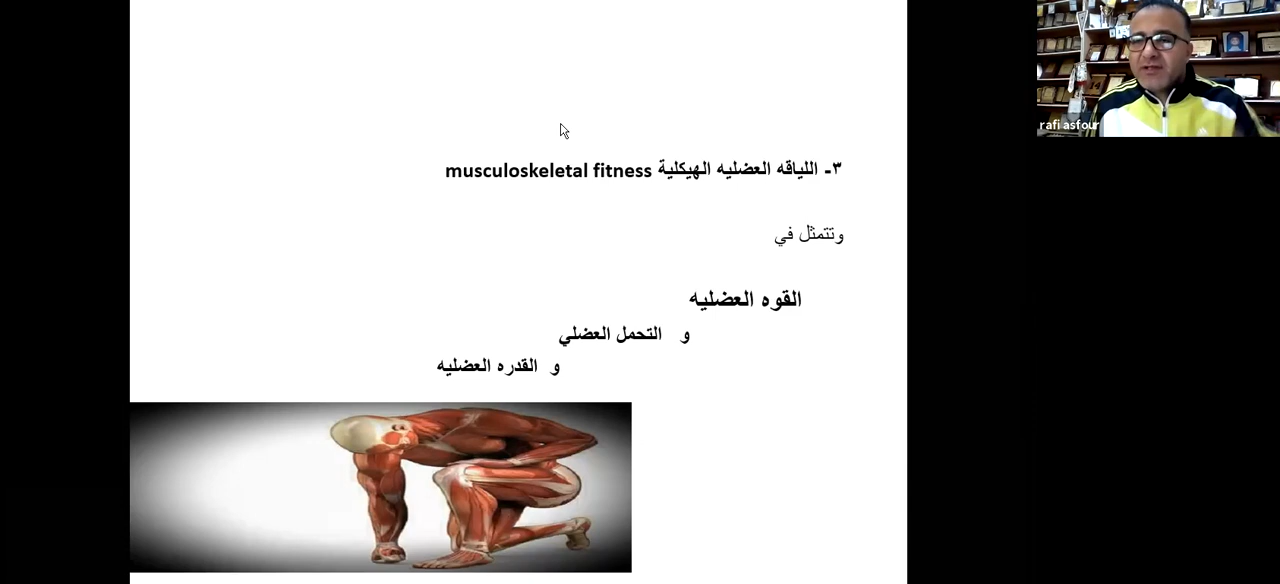 ٣- اللياقه العضليه الهيكلية musculoskeletal fitness
وتتمثل في
القوه العضليه
و التحمل العضلي
و القدره العضليه
rafi asfour